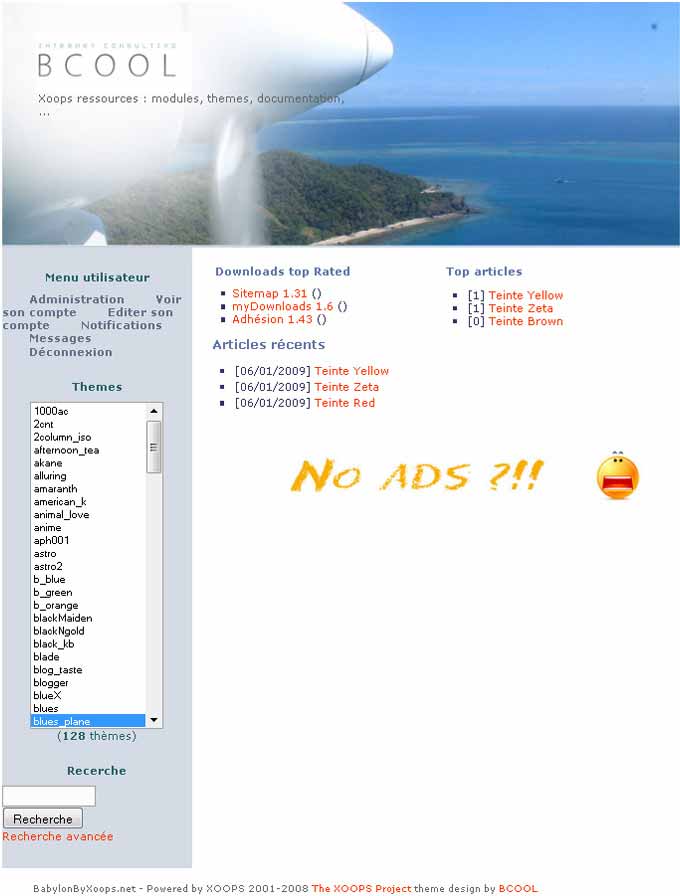 INTERNET CONSULTING
BCOOL
Xoops ressources : modules, themes, documentation,
...
Menu utilisateur
Administration Voir
son compte Editer son
compte Notifications
Messages
Déconnexion
Themes
1000ac
2cnt
2column_iso
afternoon_tea
akane
alluring
amaranth
american_k
animal_love
anime
aph001
astro
astro2
b_blue
b_green
b_orange
blackMaiden
blackNgold
black_kb
blade
blog_taste
blogger
blueX
blues
blues_plane
(128 thèmes)
Recerche
Recherche
Recherche avancée
Downloads top Rated
Sitemap 1.31 ()
myDownloads 1.6 ()
Adhésion 1.43 ()
Top articles
[1] Teinte Yellow
[1] Teinte Zeta
[0] Teinte Brown
Articles récents
[06/01/2009] Teinte Yellow
[06/01/2009] Teinte Zeta
[06/01/2009] Teinte Red
No ADS ?!!
BabylonByXoops.net - Powered by XOOPS 2001-2008 The XOOPS Project theme design by BCOOL